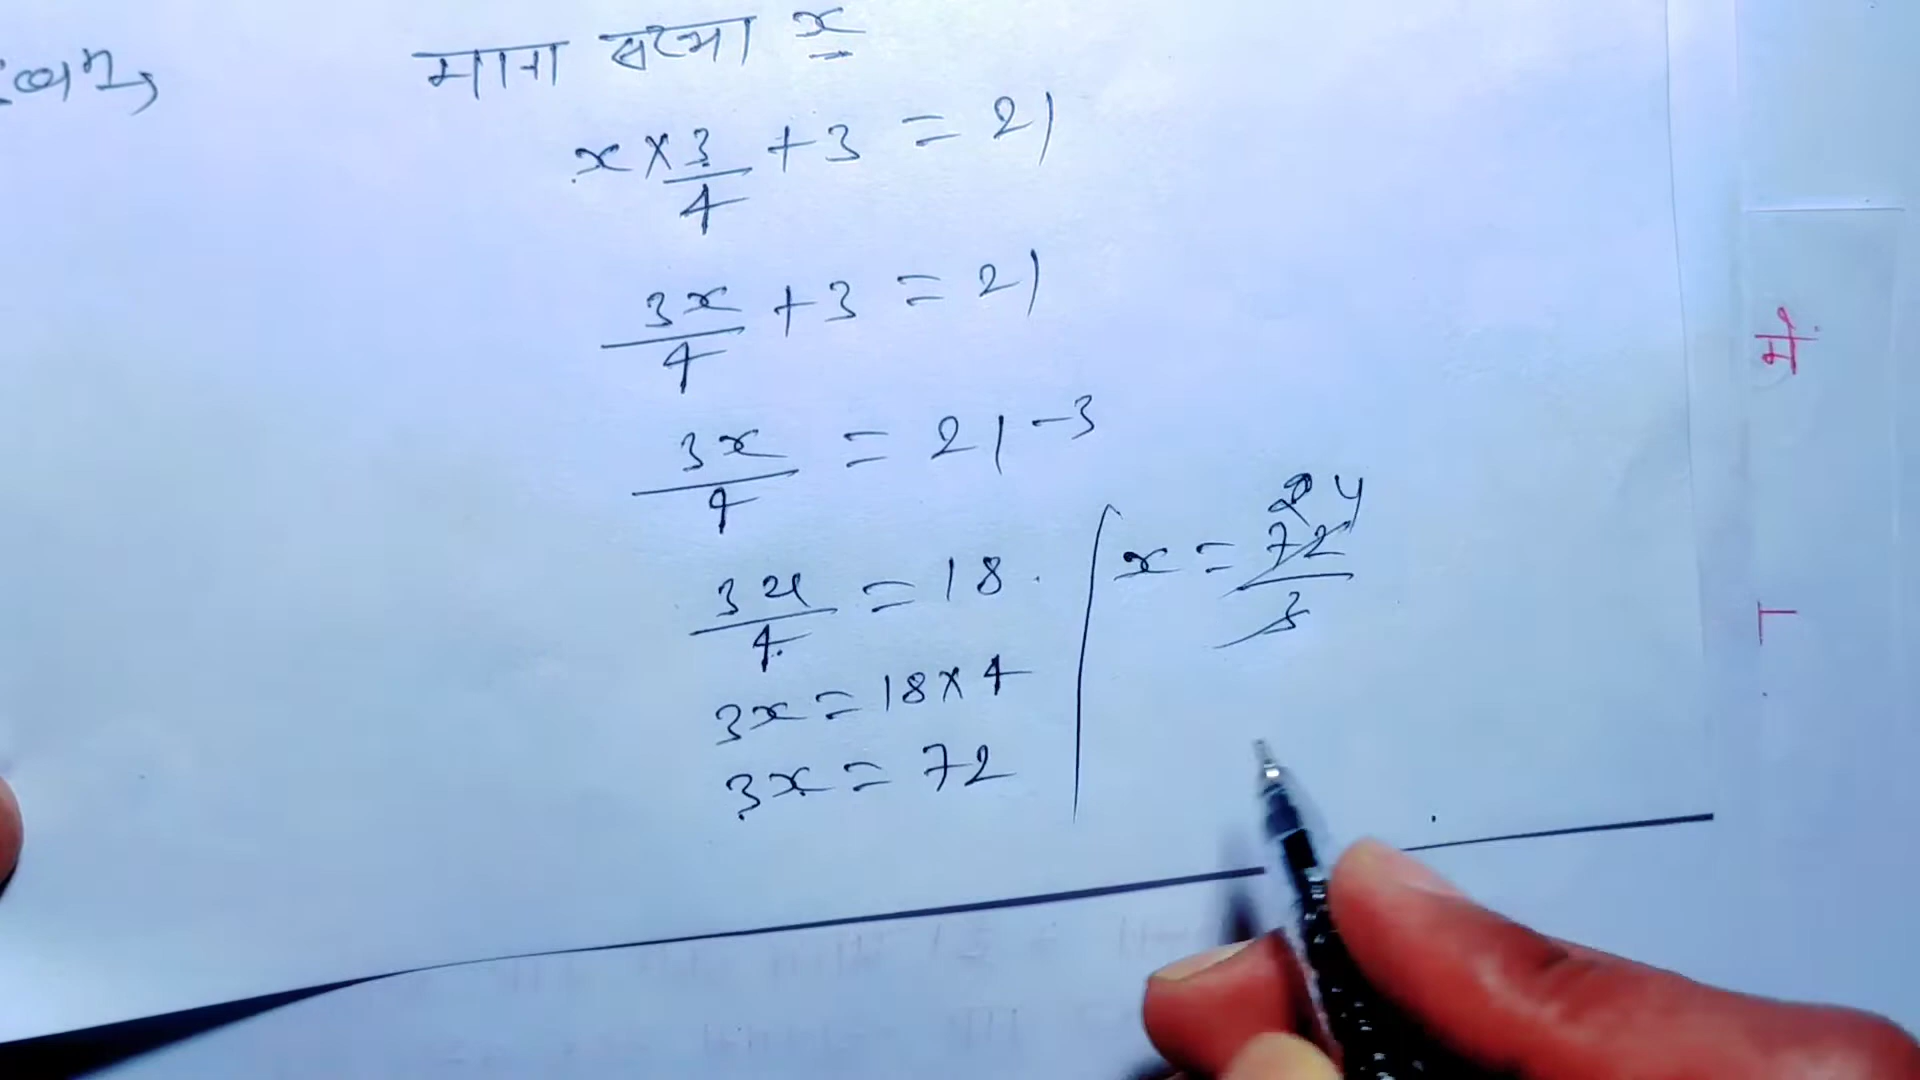 माना संख्या x
x × 3/4 + 3 = 21
3x/4 + 3 = 21
3x/4 = 21 - 3
3x/4 = 18
3x = 18 × 4
3x = 72
x = 72/3
24
में